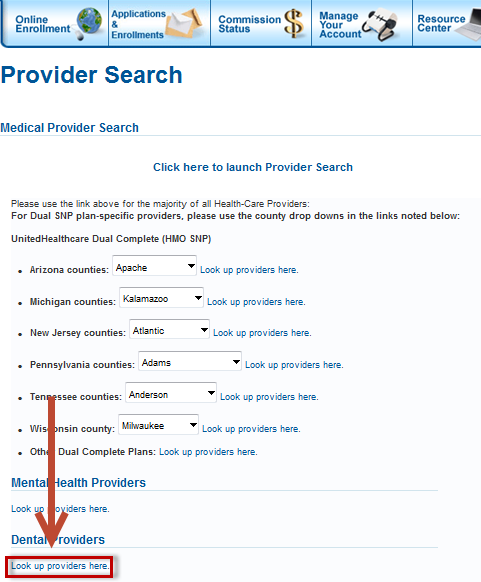 Online
Enrollment
Applications
&
Enrollments
Commission
Status
Manage
Your
Account
Resource
Center
Provider Search
Medical Provider Search
Click here to launch Provider Search
Please use the link above for the majority of all Health-Care Providers:
For Dual SNP plan-specific providers, please use the county drop downs in the links noted below:
UnitedHealthcare Dual Complete (HMO SNP)
Arizona counties: Apache Look up providers here.
Michigan counties: Kalamazoo Look up providers here.
New Jersey counties: Atlantic Look up providers here.
Pennsylvania counties: Adams Look up providers here.
Tennessee counties: Anderson Look up providers here.
Wisconsin county: Milwaukee Look up providers here.
Other Dual Complete Plans: Look up providers here.
Mental Health Providers
Look up providers here.
Dental Providers
Look up providers here.